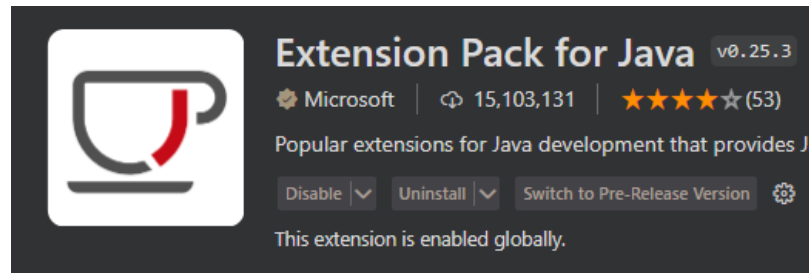 Extension Pack for Java v0.25.3
Microsoft 15,103,131 (53)
Popular extensions for Java development that provides J
Disable Uninstall Switch to Pre-Release Version
This extension is enabled globally.